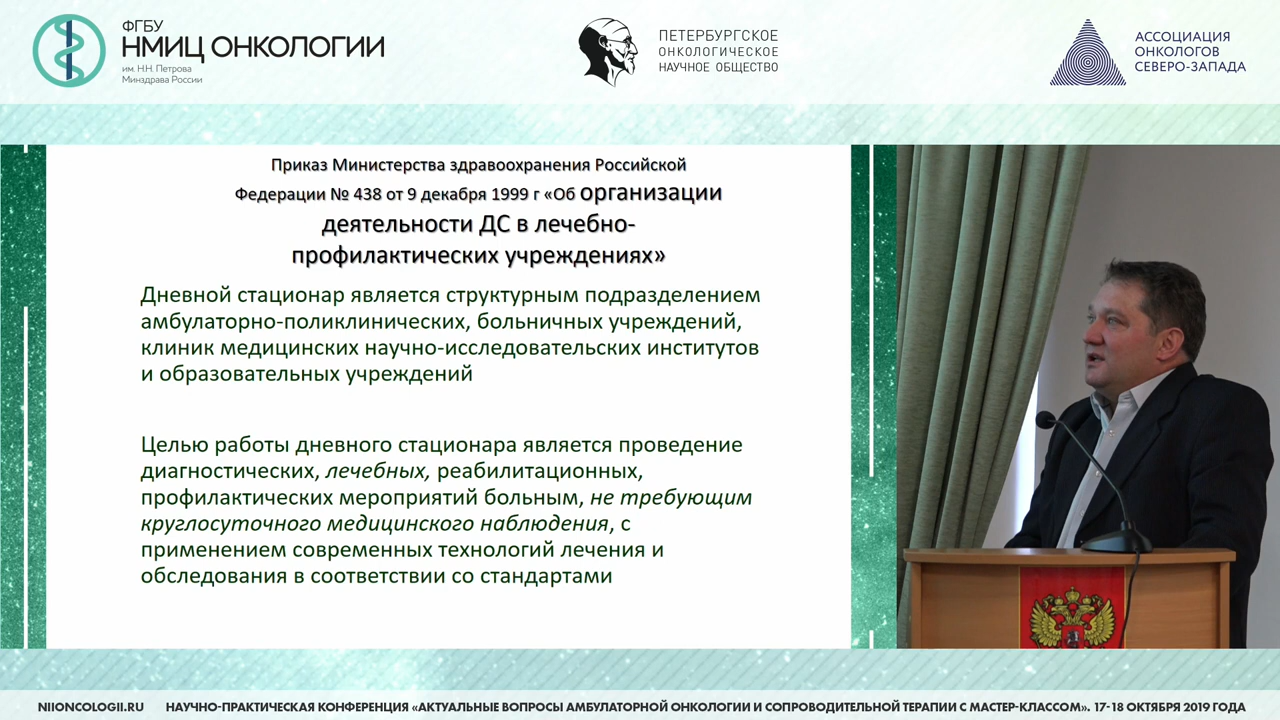 ФГБУ
НМИЦ ОНКОЛОГИИ
им. Н.Н. Петрова
Минздрава России
ПЕТЕРБУРГСКОЕ
ОНКОЛОГИЧЕСКОЕ
НАУЧНОЕ ОБЩЕСТВО
АССОЦИАЦИЯ
ОНКОЛОГОВ
СЕВЕРО-ЗАПАДА
Приказ Министерства здравоохранения Российской
Федерации № 438 от 9 декабря 1999 г «Об организации
деятельности ДС в лечебно-
профилактических учреждениях»
Дневной стационар является структурным подразделением
амбулаторно-поликлинических, больничных учреждений,
клиник медицинских научно-исследовательских институтов
и образовательных учреждений
Целью работы дневного стационара является проведение
диагностических, лечебных, реабилитационных,
профилактических мероприятий больным, не требующим
круглосуточного медицинского наблюдения, с
применением современных технологий лечения и
обследования в соответствии со стандартами
NIIONCOLOGII.RU НАУЧНО-ПРАКТИЧЕСКАЯ КОНФЕРЕНЦИЯ «АКТУАЛЬНЫЕ ВОПРОСЫ АМБУЛАТОРНОЙ ОНКОЛОГИИ И СОПРОВОДИТЕЛЬНОЙ ТЕРАПИИ С МАСТЕР-КЛАССОМ». 17-18 ОКТЯБРЯ 2019 ГОДА